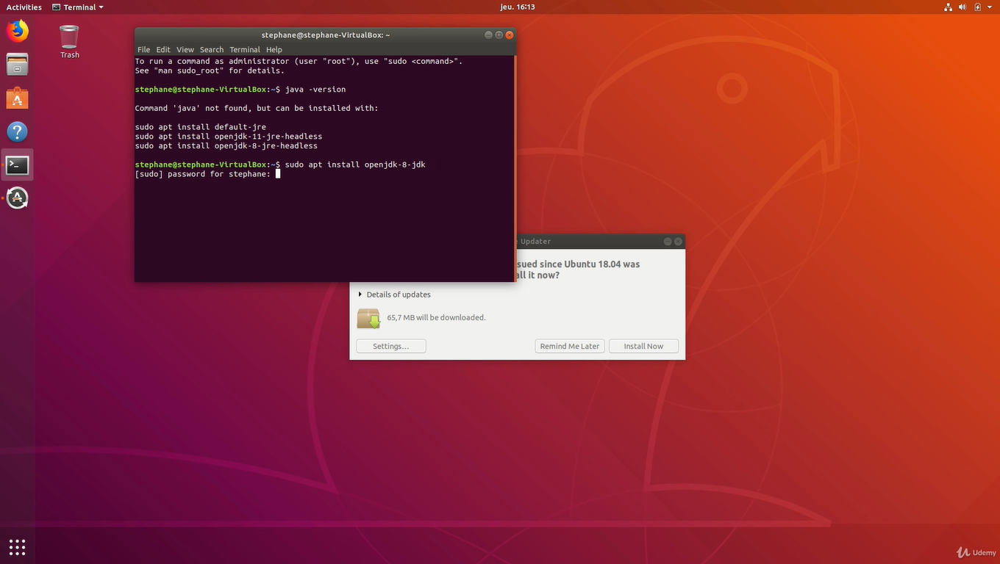 Activities
Terminal
jeu. 16:13
Trash
stephane@stephane-VirtualBox: ~
File Edit View Search Terminal Help
To run a command as administrator (user "root"), use "sudo <command>".
See "man sudo_root" for details.
stephane@stephane-VirtualBox:~$ java -version
Command 'java' not found, but can be installed with:
sudo apt install default-jre
sudo apt install openjdk-11-jre-headless
sudo apt install openjdk-8-jre-headless
stephane@stephane-VirtualBox:~$ sudo apt install openjdk-8-jdk
[sudo] password for stephane:
Updater
sued since Ubuntu 18.04 was
all it now?
Details of updates
65,7 MB will be downloaded.
Settings…
Remind Me Later
Install Now
Udemy